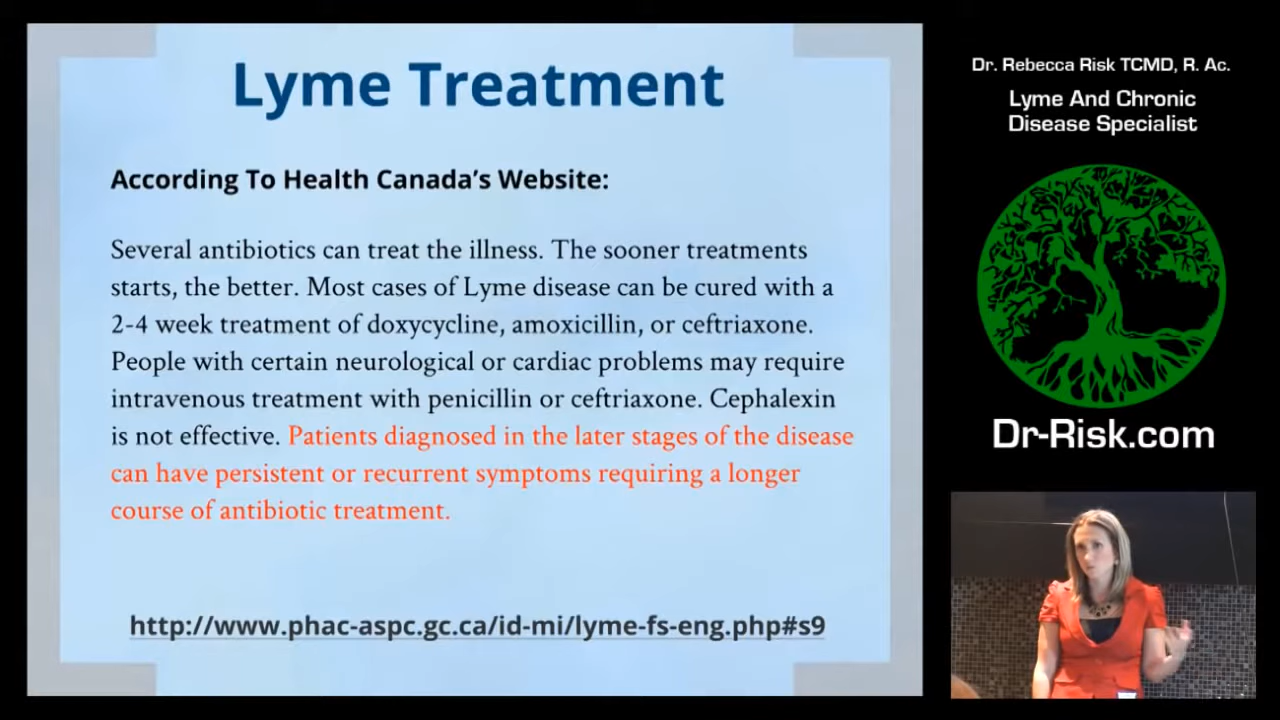 Lyme Treatment
According To Health Canada's Website:
Several antibiotics can treat the illness. The sooner treatments
starts, the better. Most cases of Lyme disease can be cured with a
2-4 week treatment of doxycycline, amoxicillin, or ceftriaxone.
People with certain neurological or cardiac problems may require
intravenous treatment with penicillin or ceftriaxone. Cephalexin
is not effective. Patients diagnosed in the later stages of the disease
can have persistent or recurrent symptoms requiring a longer
course of antibiotic treatment.
http://www.phac-aspc.gc.ca/id-mi/lyme-fs-eng.php#s9
Dr. Rebecca Risk TCMD, R. Ac.
Lyme And Chronic
Disease Specialist
Dr-Risk.com